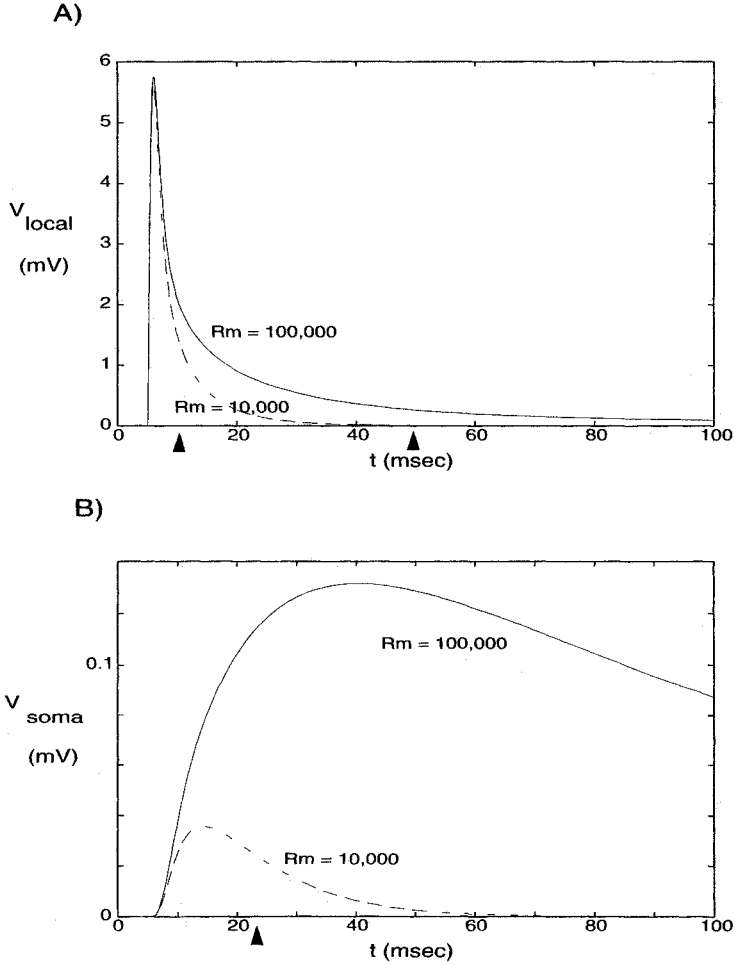 A)
6
5
4
3
2
1
0
V local
(mV)
Rm = 100,000
Rm = 10,000
0 20 40 60 80 100
t (msec)
B)
0.1
0
V soma
(mV)
Rm = 100,000
Rm = 10,000
0 20 40 60 80 100
t (msec)